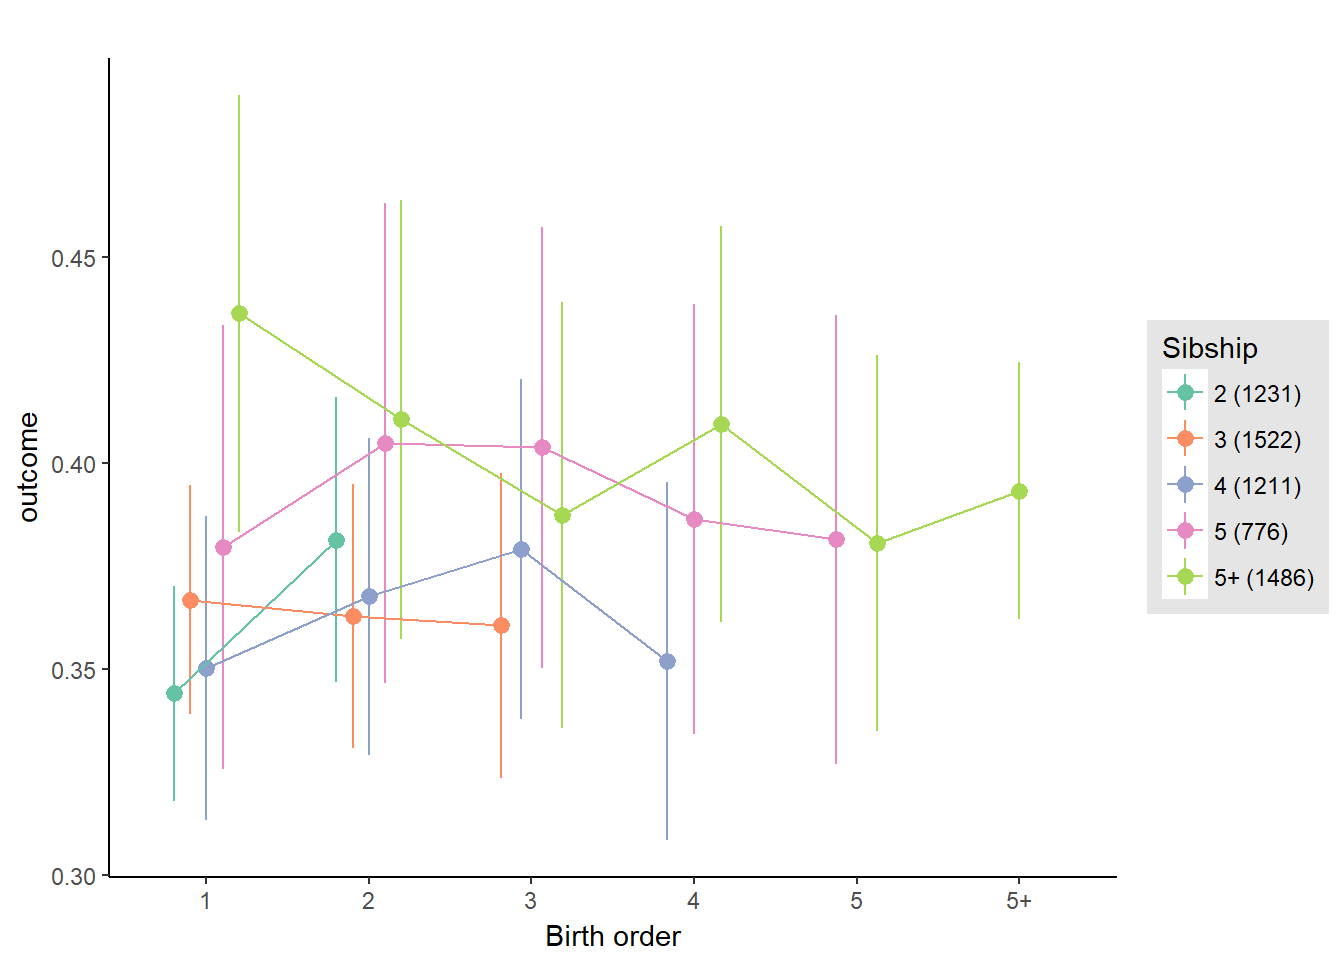 outcome
0.45
0.40
0.35
0.30
1 2 3 4 5 5+
Birth order
Sibship
2 (1231)
3 (1522)
4 (1211)
5 (776)
5+ (1486)